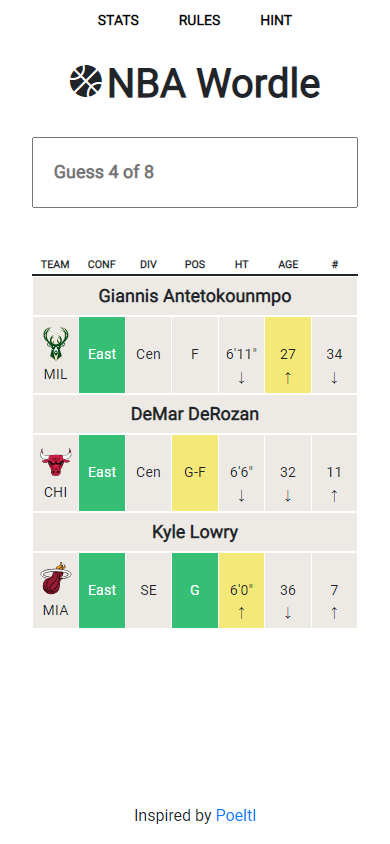 STATS RULES HINT
NBA Wordle
Guess 4 of 8
TEAM CONF DIV POS HT AGE #
Giannis Antetokounmpo
MIL East Cen F 6'11" ↓ 27 ↑ 34 ↓
DeMar DeRozan
CHI East Cen G-F 6'6" ↓ 32 ↓ 11 ↑
Kyle Lowry
MIA East SE G 6'0" ↑ 36 ↓ 7 ↑
Inspired by Poeltl